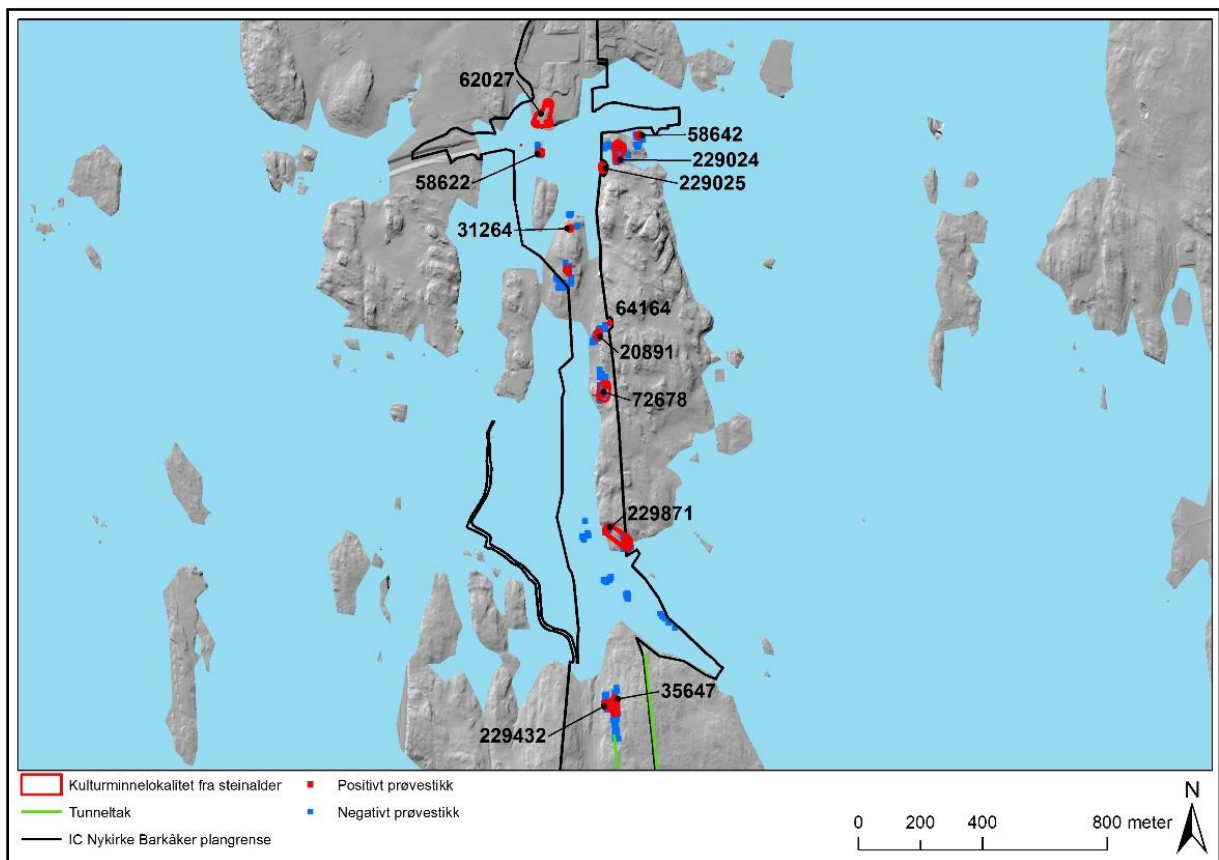 62027
58642
229024
58622
229025
31264
64164
20891
72678
229871
35647
229432
Kulturminnelokalitet fra steinalder
Positivt prøvestikk
Tunneltak
Negativt prøvestikk
IC Nykirke Barkåker plangrense
N
0 200 400 800 meter